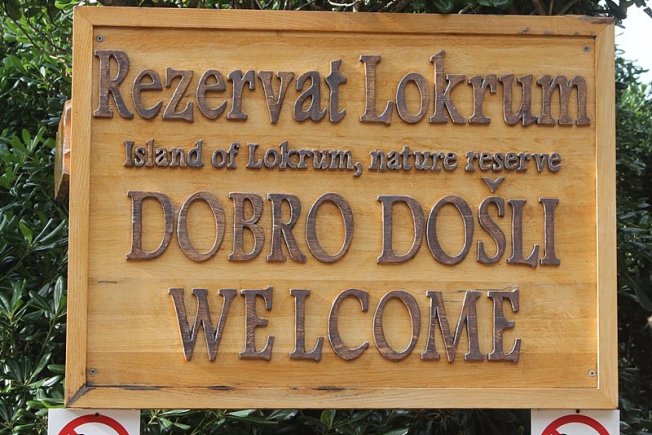 Rezervat Lokrum
Island of Lokrum, nature reserve
DOBRO DOŠLI
WELCOME